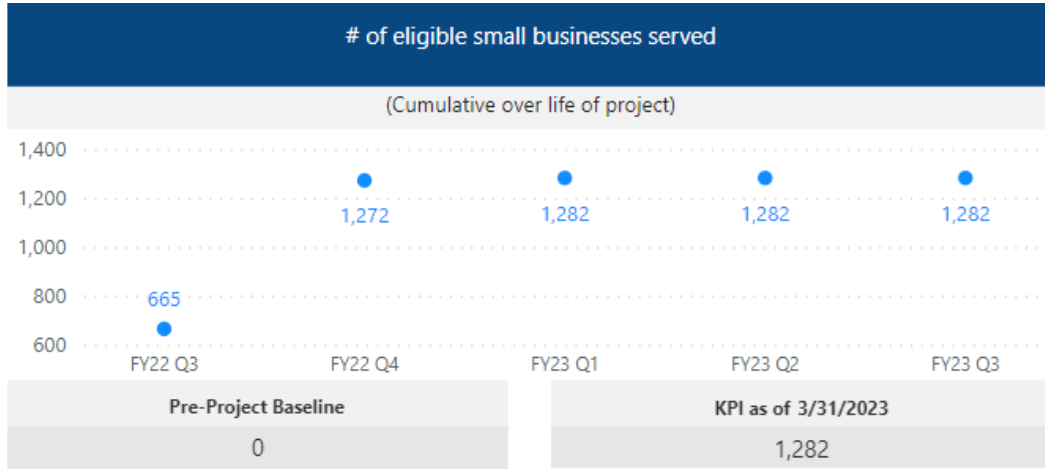 # of eligible small businesses served
(Cumulative over life of project)
1,400
1,200
1,272
1,282
1,282
1,282
1,000
800
665
600
FY22 Q3
FY22 Q4
FY23 Q1
FY23 Q2
FY23 Q3
Pre-Project Baseline
KPI as of 3/31/2023
0
1,282